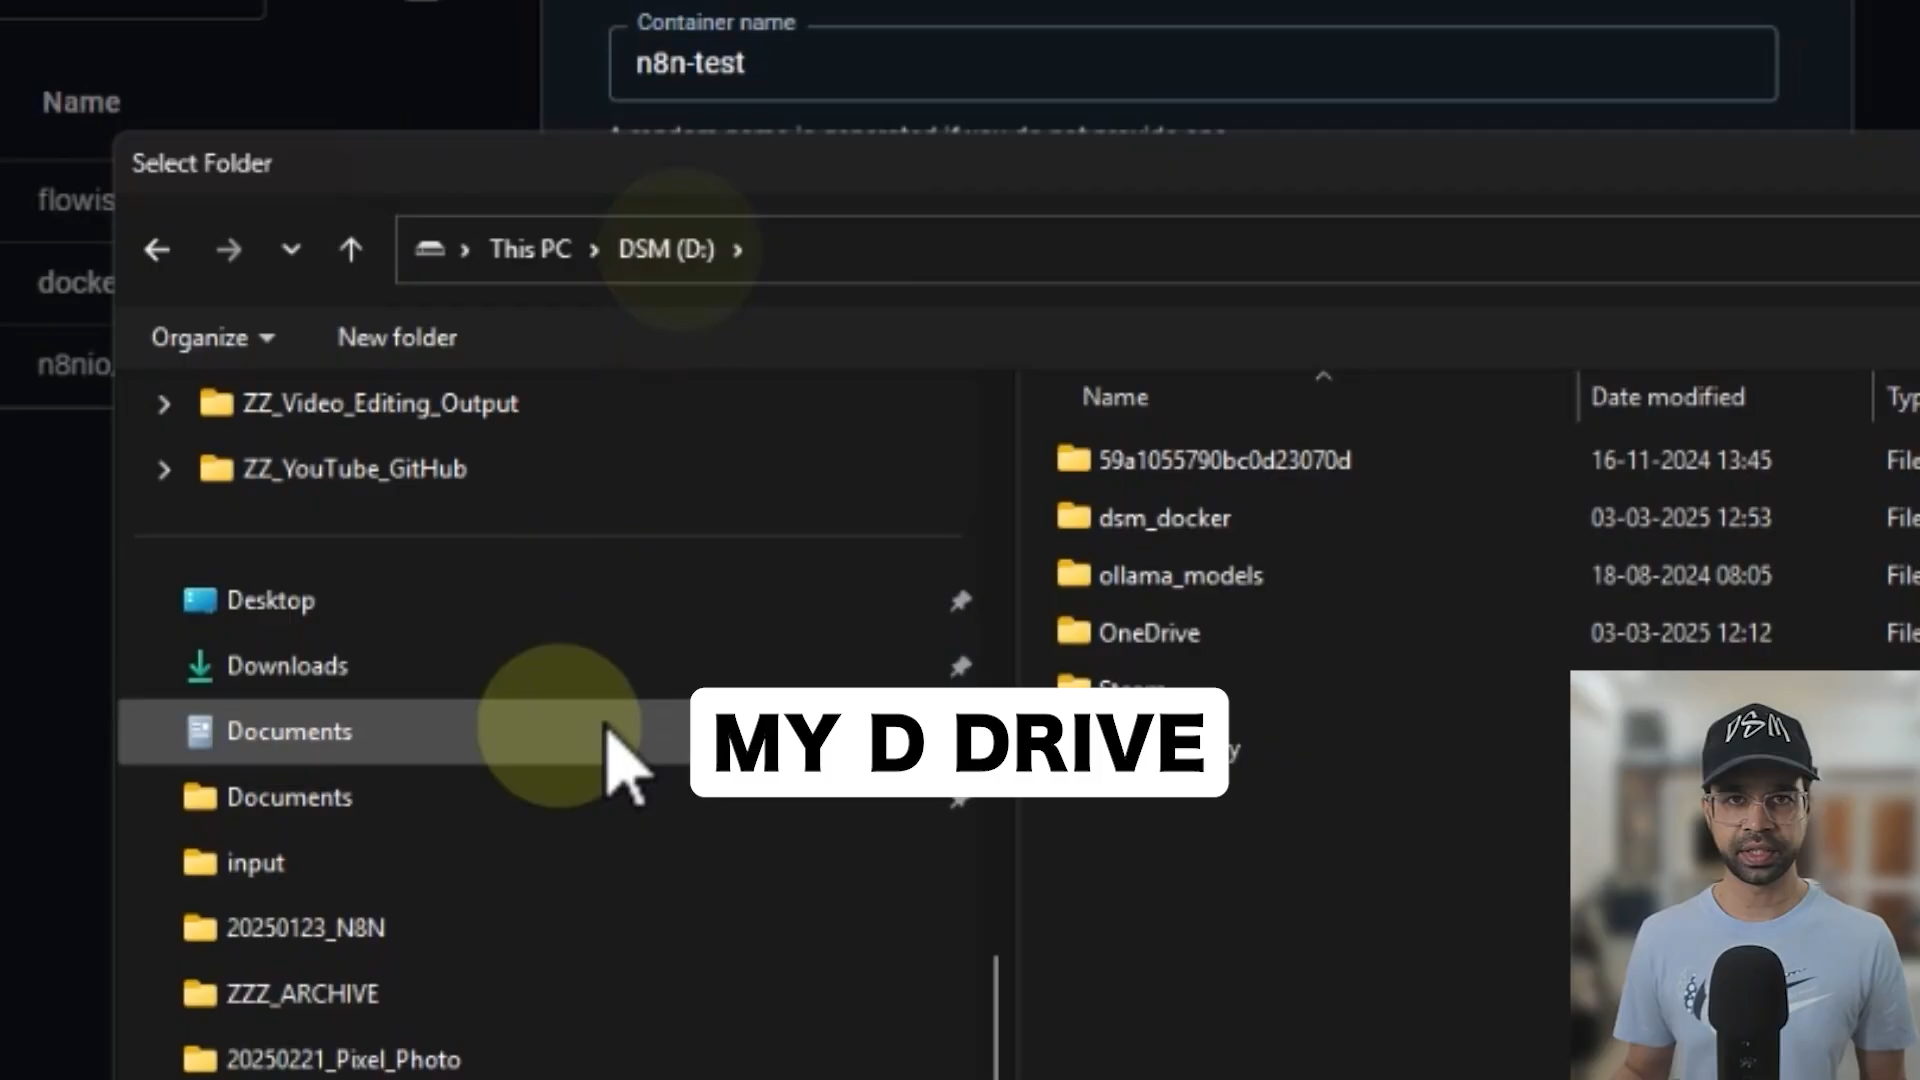 Container name
n8n-test
Name
Select Folder
flowis
This PC
DSM (D:)
docke
Organize
New folder
n8nio
ZZ_Video_Editing_Output
Name
Date modified
Typ
ZZ_YouTube_GitHub
59a1055790bc0d23070d
16-11-2024 13:45
File
dsm_docker
03-03-2025 12:53
File
ollama_models
18-08-2024 08:05
File
Desktop
OneDrive
03-03-2025 12:12
File
Downloads
Documents
MY D DRIVE
Documents
input
20250123_N8N
ZZZ_ARCHIVE
20250221_Pixel_Photo
DSM